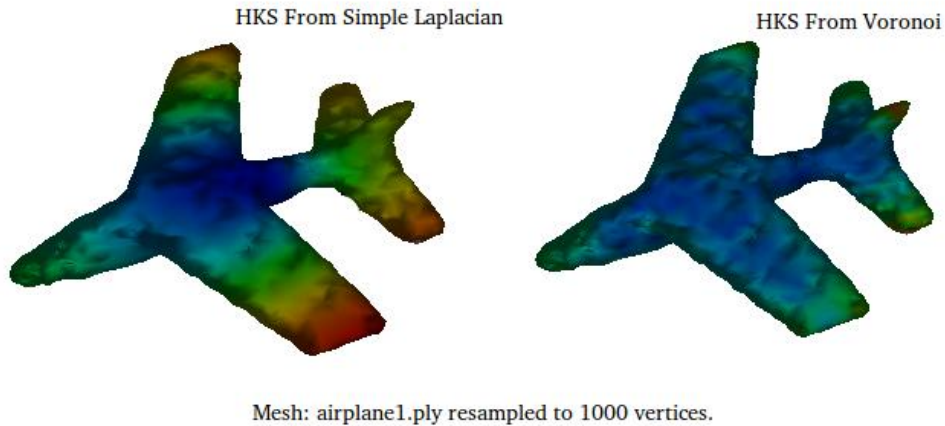 HKS From Simple Laplacian
HKS From Voronoi
Mesh: airplane1.ply resampled to 1000 vertices.